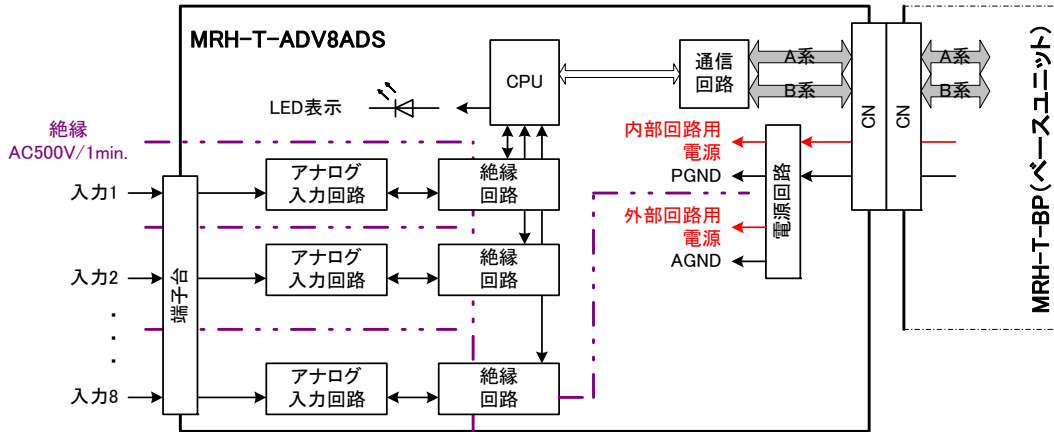 MRH-T-ADV8ADS
CPU
通信
回路
A系
B系
CN
CN
A系
B系
MRH-T-BP(ベースユニット)
LED表示
絶縁
AC500V/1min.
内部回路用
電源
PGND
外部回路用
電源
AGND
電源回路
入力1
端子台
アナログ
入力回路
絶縁
回路
入力2
アナログ
入力回路
絶縁
回路
・
・
・
入力8
アナログ
入力回路
絶縁
回路